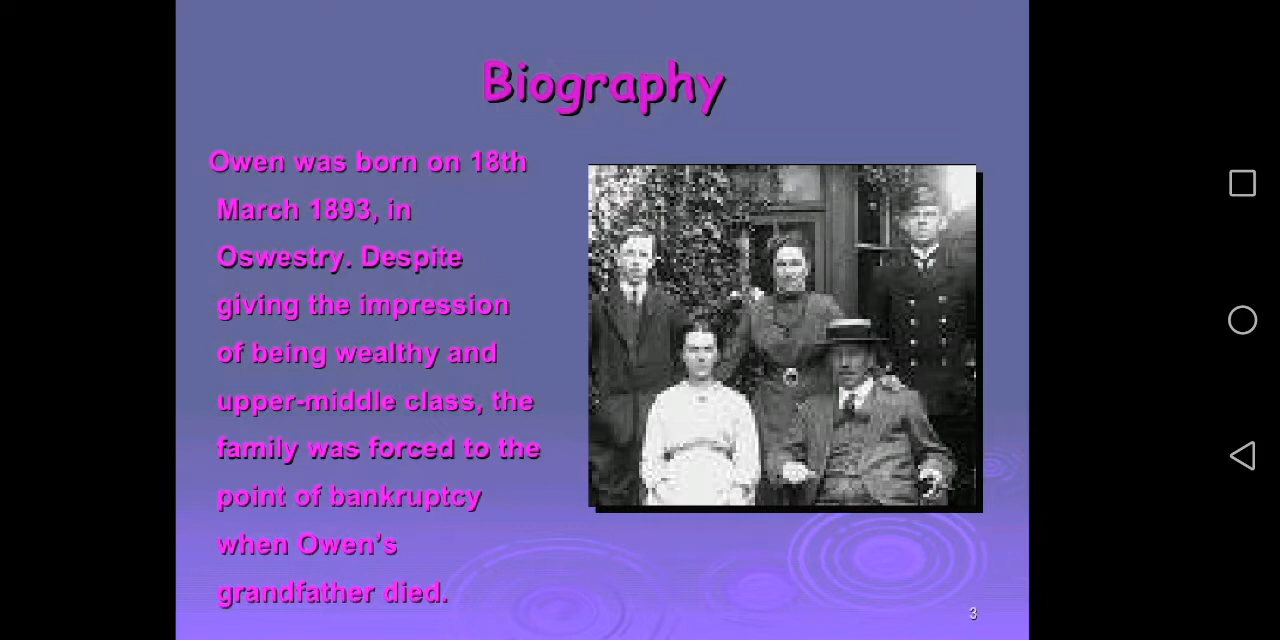 Biography
Owen was born on 18th
March 1893, in
Oswestry. Despite
giving the impression
of being wealthy and
upper-middle class, the
family was forced to the
point of bankruptcy
when Owen's
grandfather died.
3